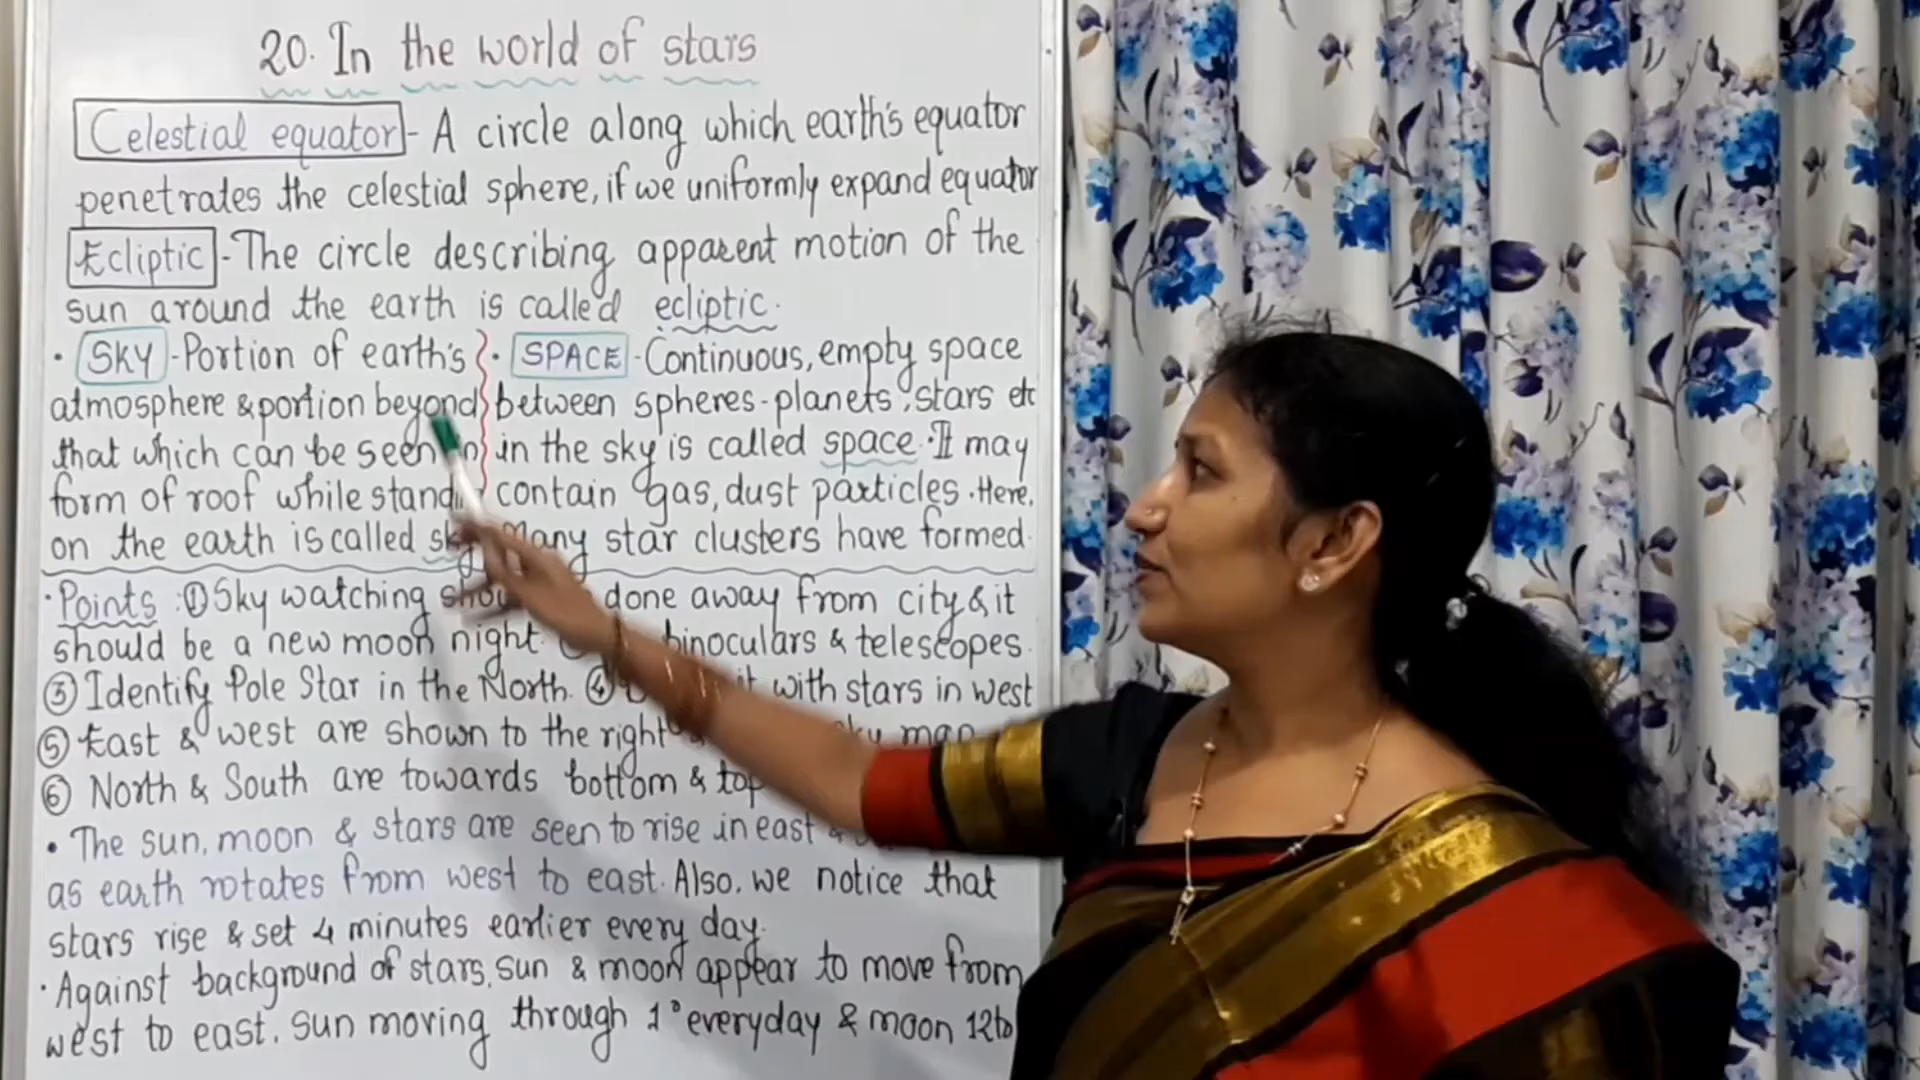 20. In the world of stars
Celestial equator - A circle along which earth's equator
penetrates the celestial sphere, if we uniformly expand equator
Ecliptic - The circle describing apparent motion of the
sun around the earth is called ecliptic.
• SKY - Portion of earth's
atmosphere & portion beyond
that which can be seen in
form of roof while
on the earth is called sky
• SPACE - Continuous, empty space
between spheres - planets, stars etc
in the sky is called space. It may
contain gas, dust particles. Here,
many star clusters have formed.
• Points : ① Sky watching done away from city & it
should be a new moon night. binoculars & telescopes.
③ Identify Pole Star in the North. ④ it with stars in west
⑤ East & west are shown to the right map
⑥ North & South are towards bottom & top
• The sun, moon & stars are seen to rise in east &
as earth rotates from west to east. Also, we notice that
stars rise & set 4 minutes earlier every day.
• Against background of stars, sun & moon appear to move from
west to east. sun moving through 1° everyday & moon 12 to